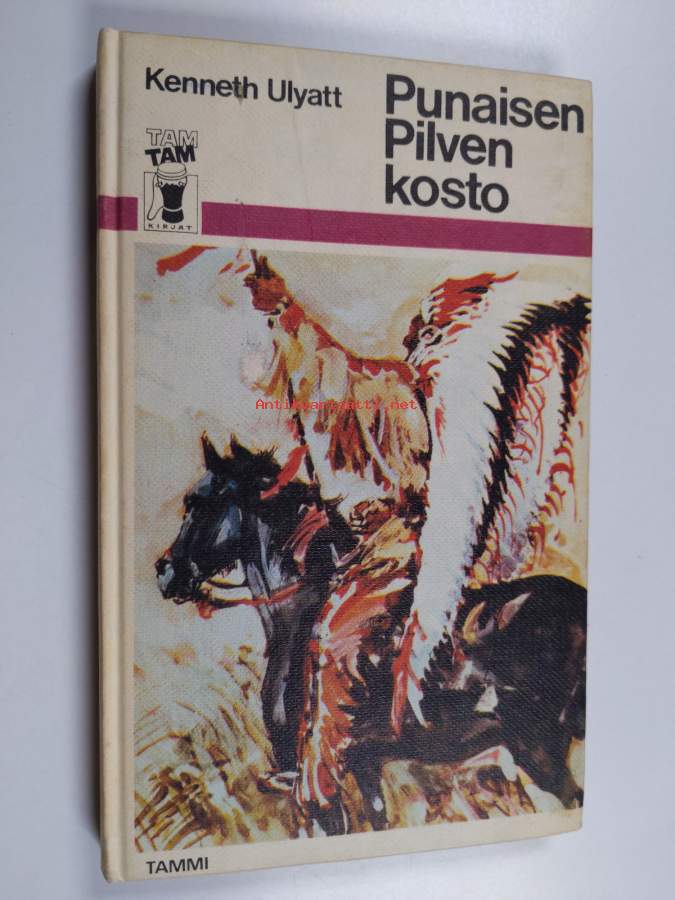 Kenneth Ulyatt
Punaisen
Pilven
kosto
TAM
TAM
KIRJAT
Antikvariaatti.net
TAMMI